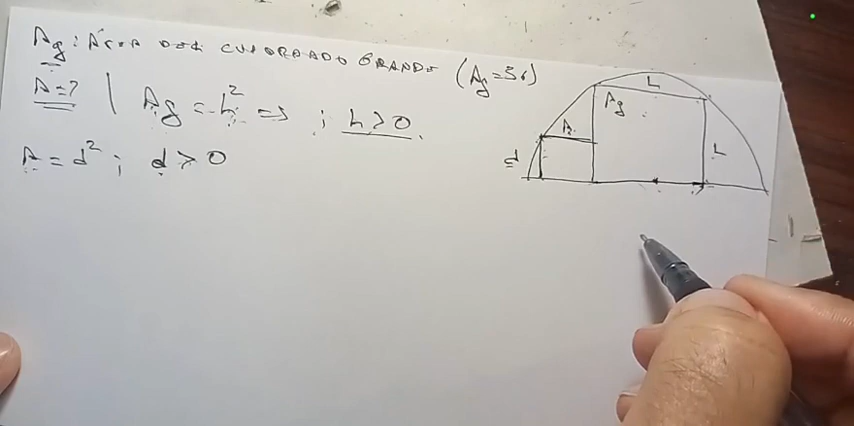 Ag: ÁREA DEL CUADRADO GRANDE (Ag=36)
A=? | Ag = L² => ; L>0.
A = d² ; d > 0
L
Ag
A
L
d